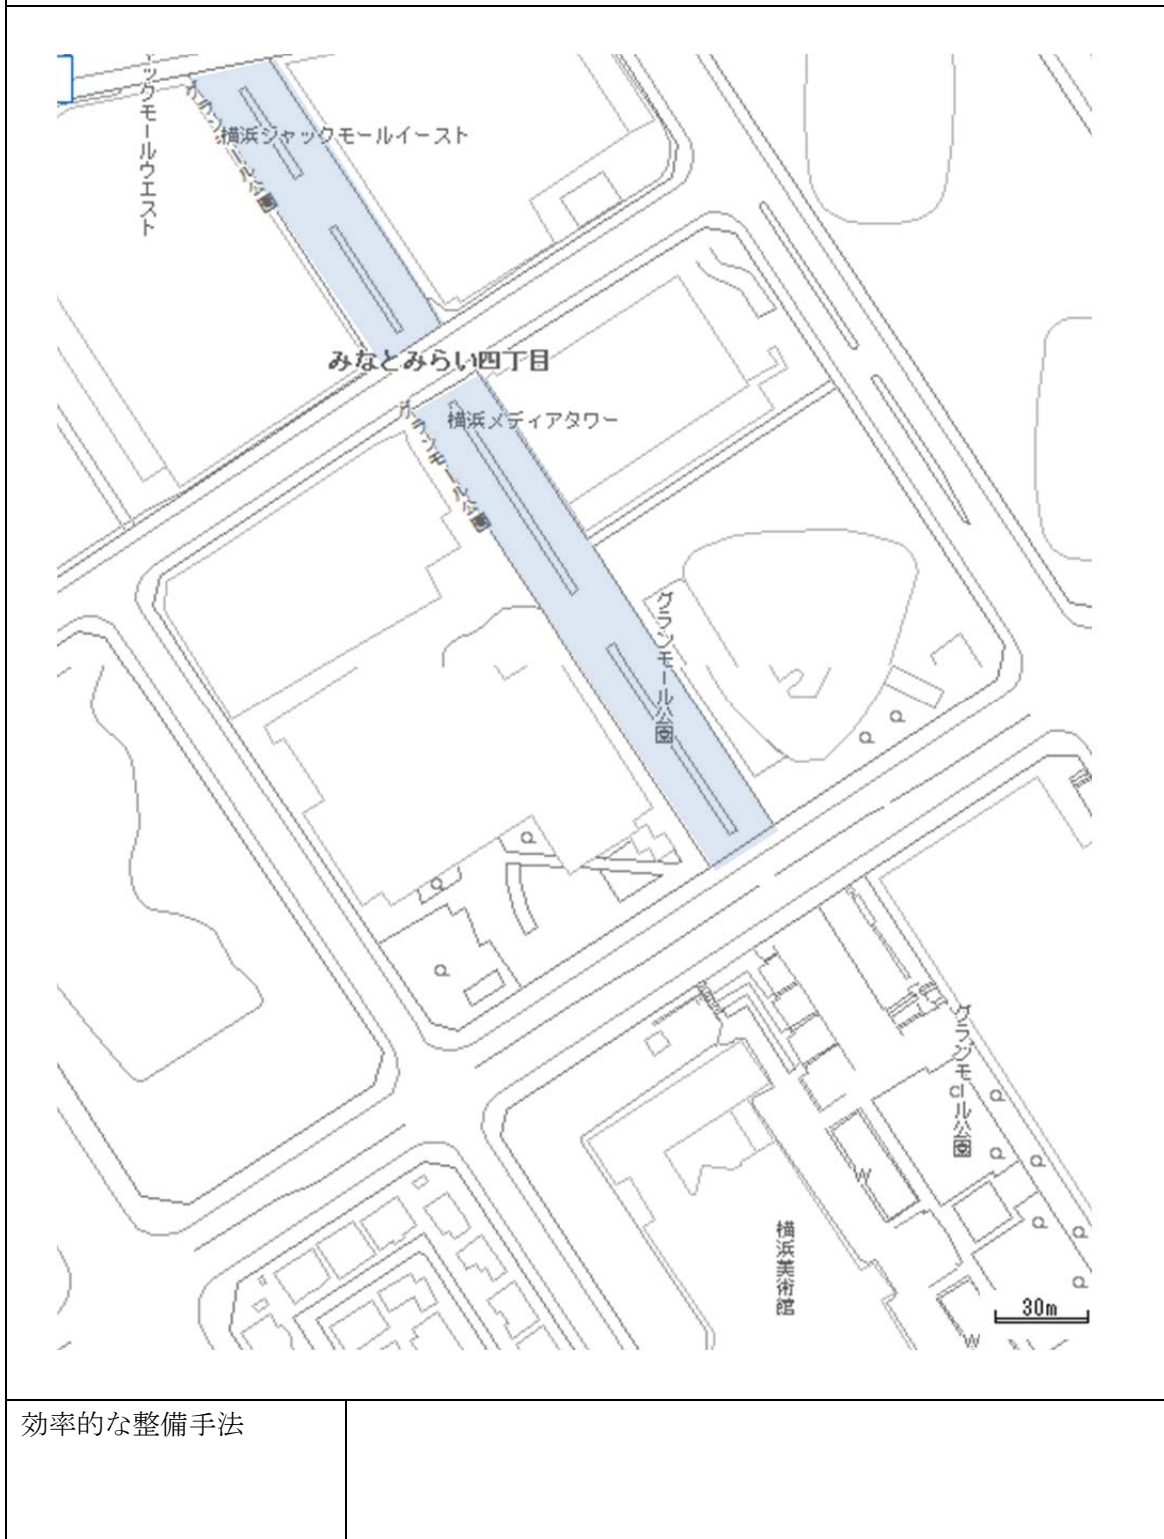 ャックモールウエスト
グランモール公園
横浜ジャックモールイースト
みなとみらい四丁目
グランモール公園
横浜メディアタワー
グランモール公園
グランモール公園
横浜美術館
W
W
30m
効率的な整備手法